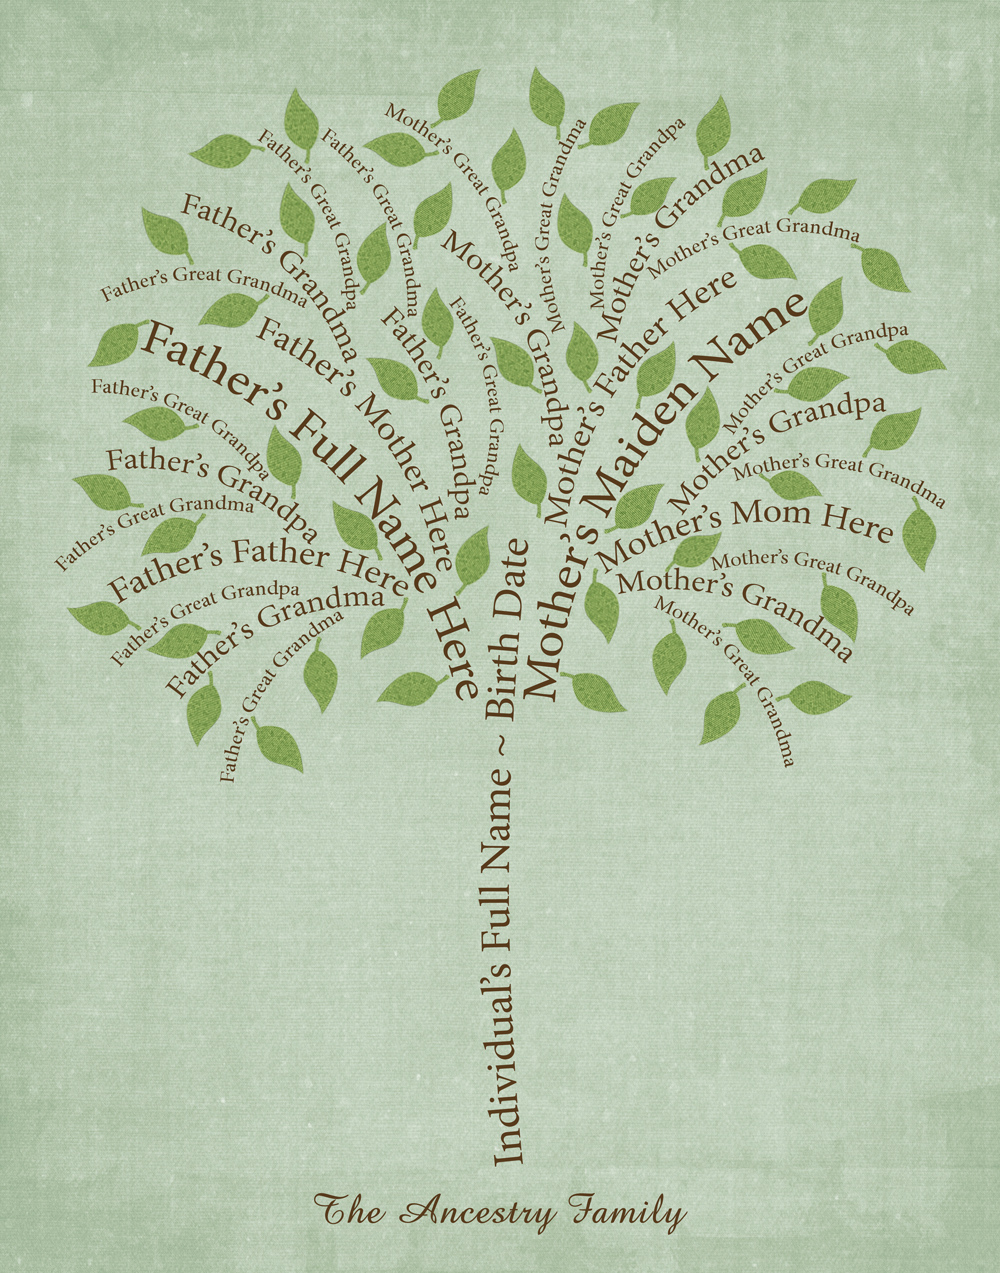 Mother's Great Grandpa
Mother's Great Grandma
Mother's Great Grandpa
Mother's Grandma
Father's Great Grandpa
Father's Great Grandma
Father's Grandma
Mother's Grandpa
Mother's Great Grandma
Father's Great Grandma
Father's Mother Here
Father's Grandpa
Father's Great Grandpa
Mother's Father Here
Father's Full Name Here
Mother's Maiden Name
Mother's Great Grandpa
Mother's Grandpa
Mother's Great Grandma
Father's Great Grandpa
Father's Grandpa
Father's Great Grandma
Father's Father Here
Mother's Mom Here
Mother's Great Grandpa
Mother's Grandma
Mother's Great Grandma
Father's Great Grandpa
Father's Grandma
Father's Great Grandma
Individual's Full Name ~ Birth Date
The Ancestry Family